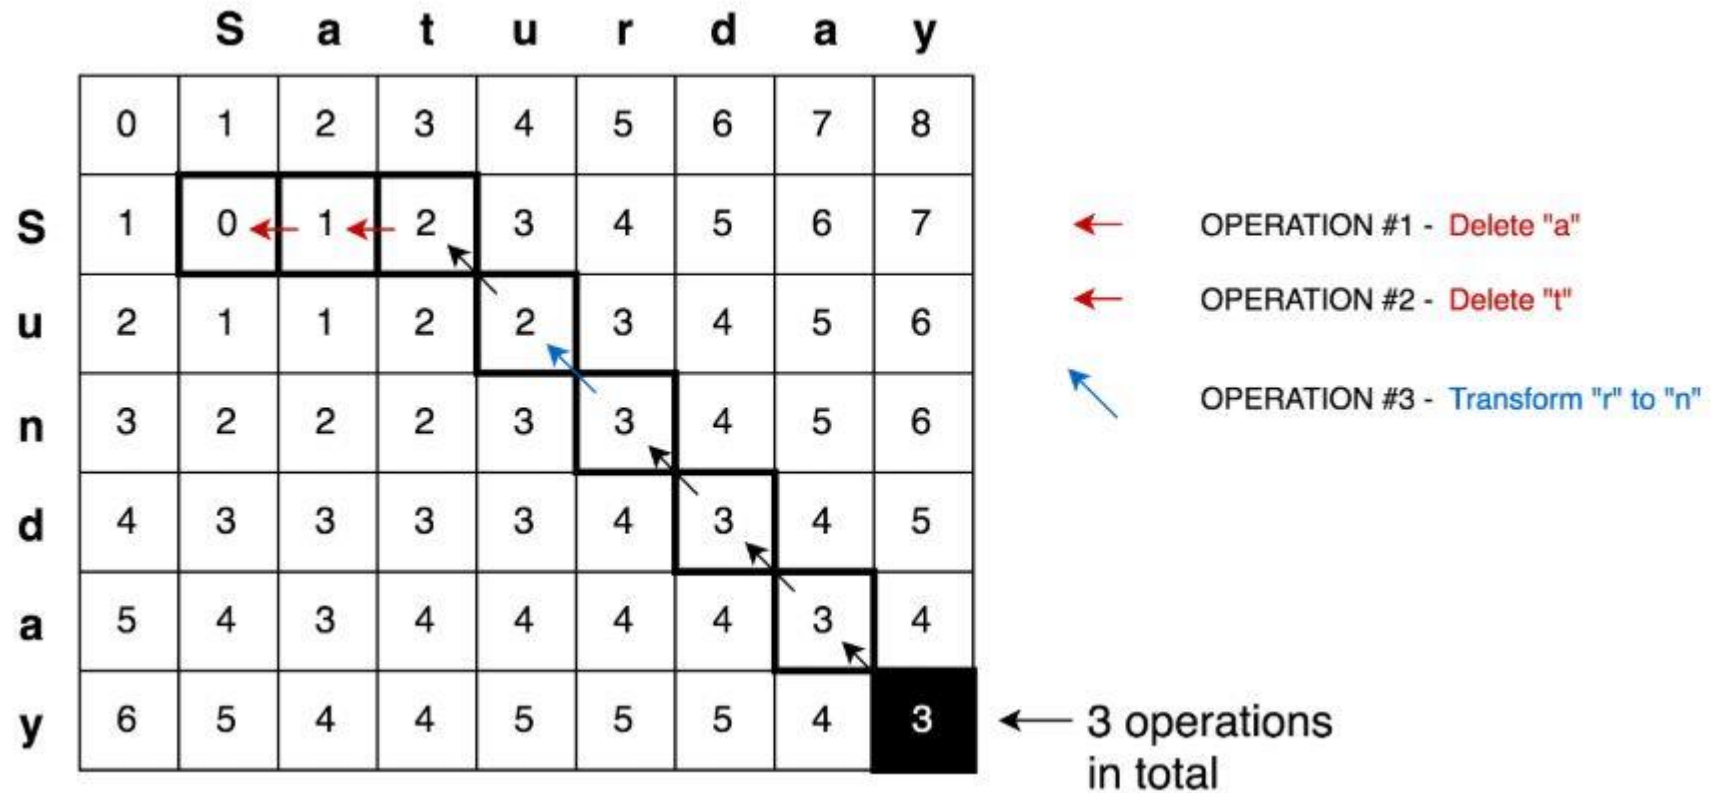 S a t u r d a y
0 1 2 3 4 5 6 7 8
S 1 0 1 2 3 4 5 6 7
OPERATION #1 - Delete "a"
OPERATION #2 - Delete "t"
u 2 1 1 2 2 3 4 5 6
OPERATION #3 - Transform "r" to "n"
n 3 2 2 2 3 3 4 5 6
d 4 3 3 3 3 4 3 4 5
a 5 4 3 4 4 4 4 3 4
y 6 5 4 4 5 5 5 4 3
3 operations
in total